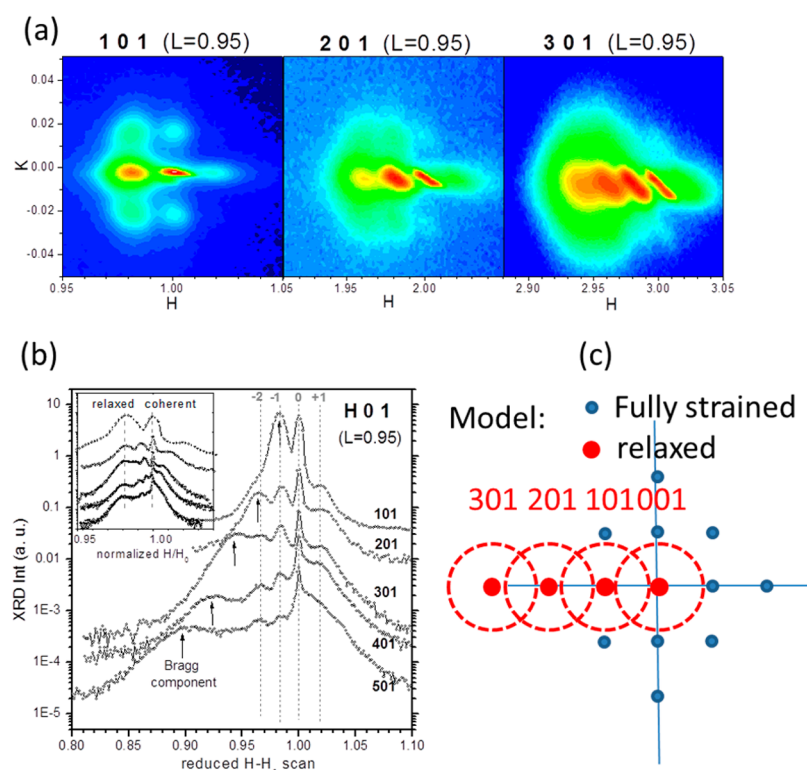 (a)
1 0 1 (L=0.95)
2 0 1 (L=0.95)
3 0 1 (L=0.95)
K
0.04
0.02
0.00
-0.02
-0.04
0.95 1.00 1.05
1.95 2.00
2.90 2.95 3.00 3.05
H H H
(b)
XRD Int (a. u.)
10
1
0.1
0.01
1E-3
1E-4
1E-5
-2 -1 0 +1
H 0 1
(L=0.95)
relaxed coherent
0.95 1.00
normalized H/H₀
101
201
301
401
501
Bragg
component
0.80 0.85 0.90 0.95 1.00 1.05 1.10
reduced H-H scan
(c)
Model:
Fully strained
relaxed
301 201 101 001